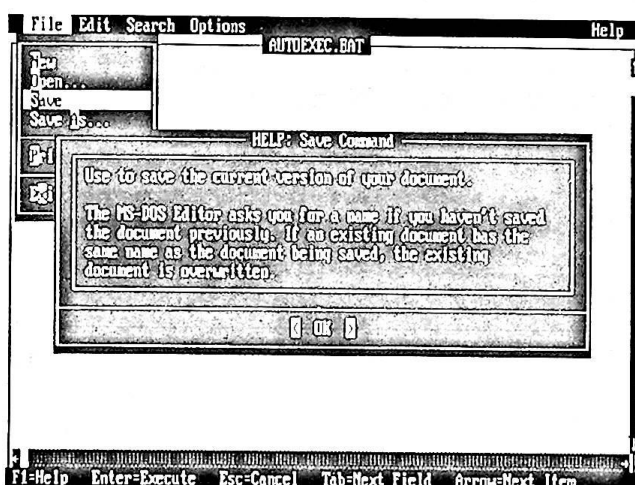 File Edit Search Options Help
AUTOEXEC.BAT
New
Open...
Save
Save As...
HELP: Save Command
Use to save the current version of your document.
The MS-DOS Editor asks you for a name if you haven't saved
the document previously. If an existing document has the
same name as the document being saved, the existing
document is overwritten.
< OK >
F1=Help Enter=Execute Esc=Cancel Tab=Next Field Arrow=Next Item